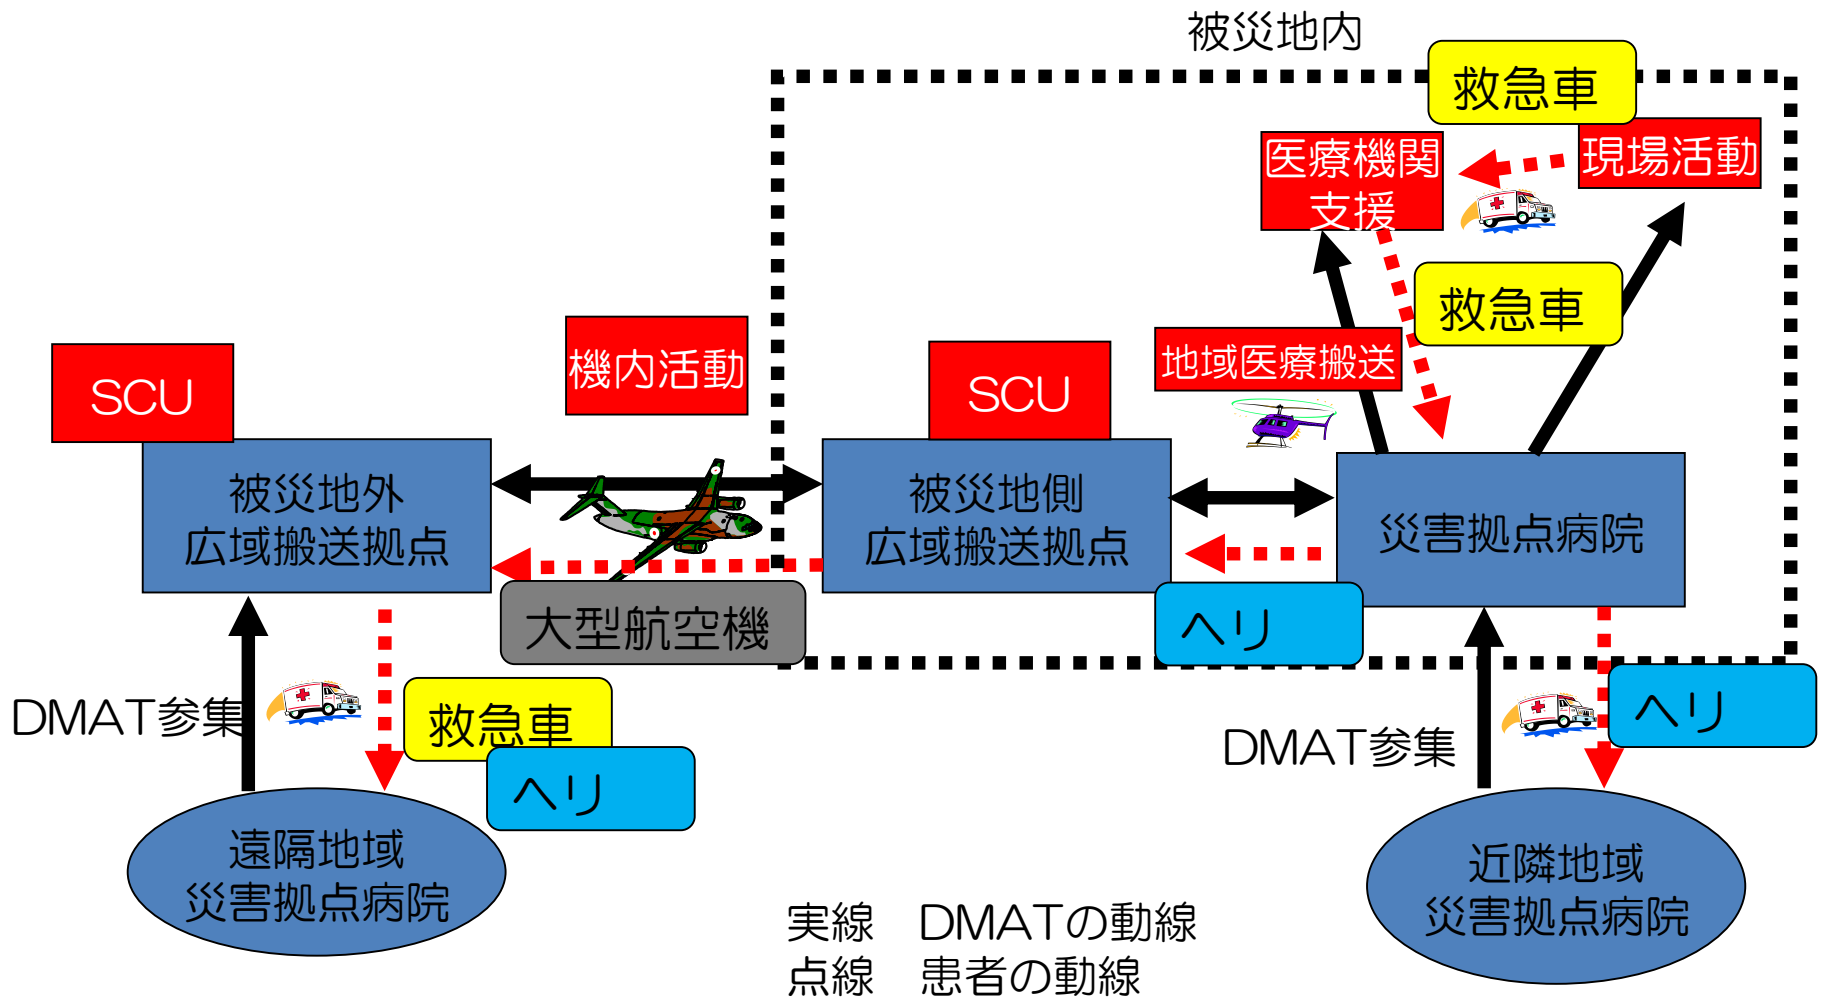 被災地内
救急車
医療機関
支援
現場活動
救急車
地域医療搬送
機内活動
SCU
SCU
被災地外
広域搬送拠点
被災地側
広域搬送拠点
災害拠点病院
大型航空機
ヘリ
DMAT参集
救急車
ヘリ
ヘリ
DMAT参集
遠隔地域
災害拠点病院
近隣地域
災害拠点病院
実線　DMATの動線
点線　患者の動線